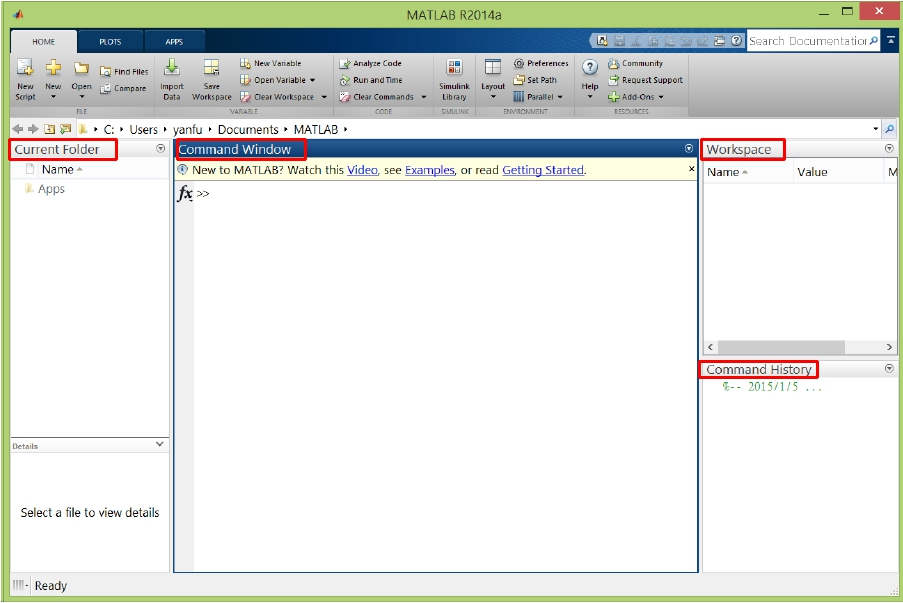 MATLAB R2014a
HOME PLOTS APPS Search Documentation
New Script New Open Find Files Compare Import Data Save Workspace New Variable Open Variable Clear Workspace Analyze Code Run and Time Clear Commands Simulink Library Layout Preferences Set Path Parallel Help Community Request Support Add-Ons
FILE VARIABLE CODE SIMULINK ENVIRONMENT RESOURCES
C: Users yanfu Documents MATLAB
Current Folder
Name
Apps
Details
Select a file to view details
Command Window
New to MATLAB? Watch this Video, see Examples, or read Getting Started.
fx >>
Workspace
Name Value M
Command History
%-- 2015/1/5 ...
Ready